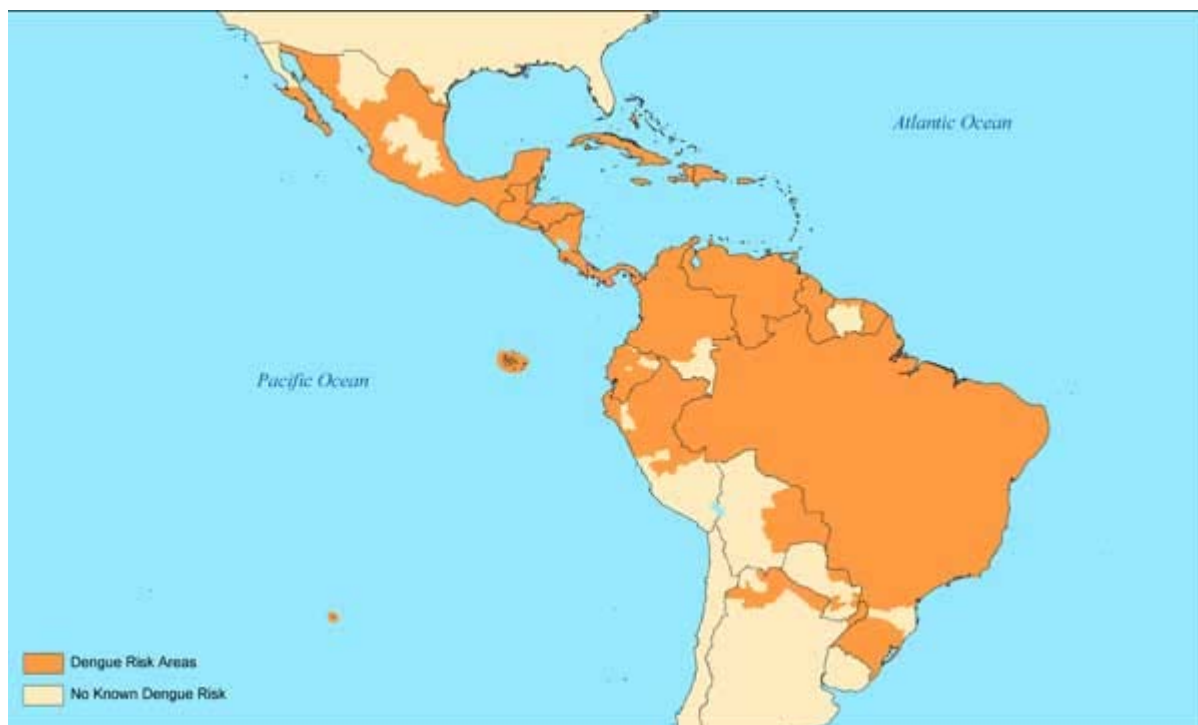 Atlantic Ocean
Pacific Ocean
Dengue Risk Areas
No Known Dengue Risk